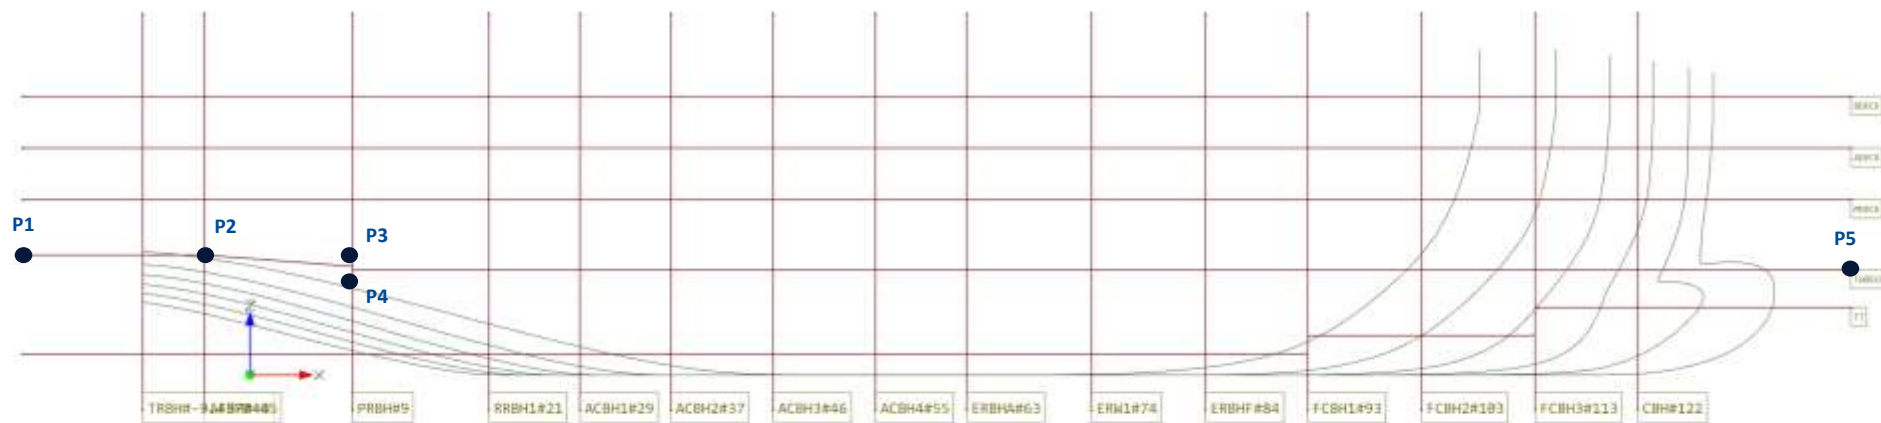 P1
P2
P3
P4
P5
X
PRBH#9
RRBH1#21
ACBH1#29
ACBH2#37
ACBH3#46
ACBH4#55
ERBHA#63
ERW1#74
ERBHF#84
FCBH1#93
FCBH2#103
FCBH3#113
CBH#122